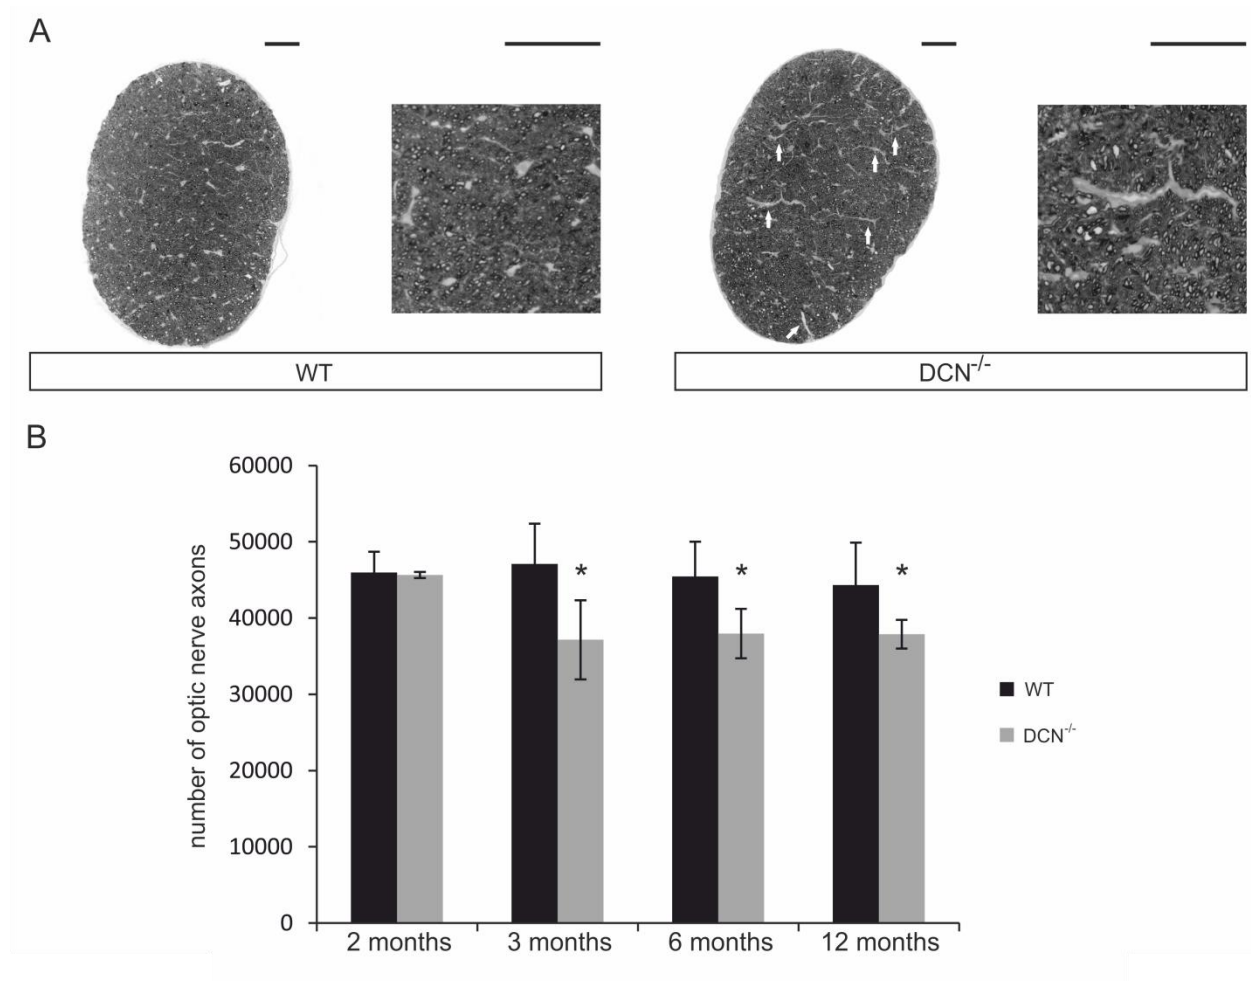 A
WT
DCN-/-
B
number of optic nerve axons
60000
50000
40000
30000
20000
10000
0
*
*
*
2 months
3 months
6 months
12 months
WT
DCN-/-